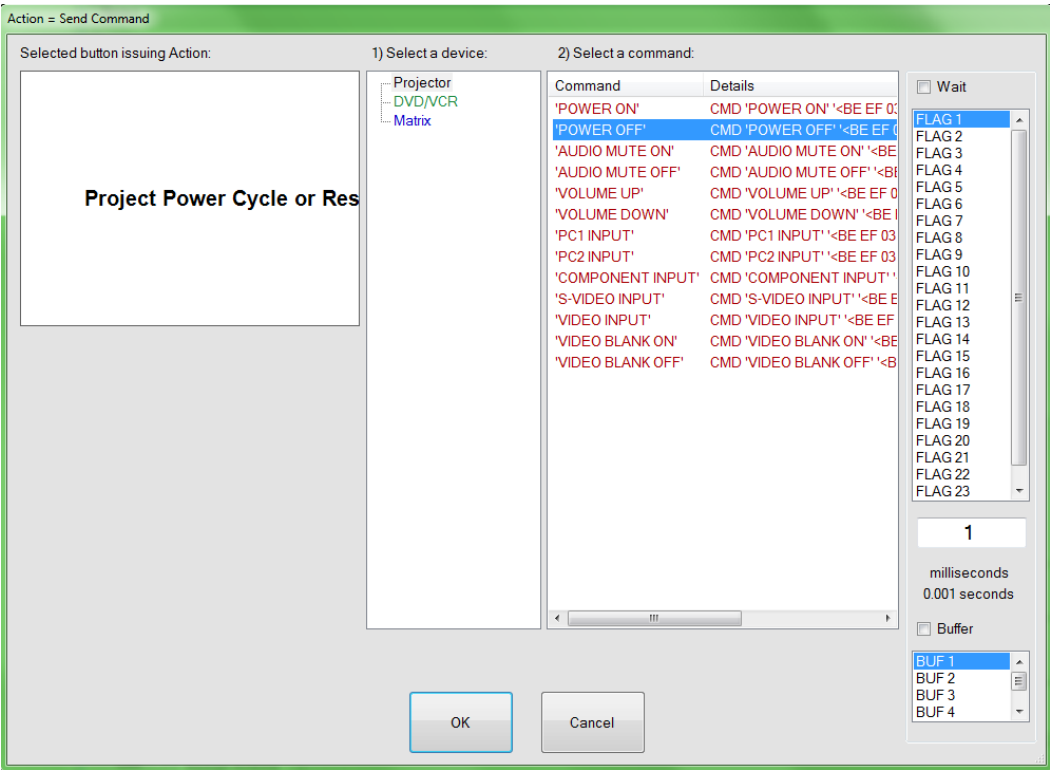 Action = Send Command
Selected button issuing Action:
1) Select a device:
2) Select a command:
Project Power Cycle or Res
Projector
DVD/VCR
Matrix
Command Details
'POWER ON' CMD 'POWER ON' '<BE EF 03
'POWER OFF' CMD 'POWER OFF' '<BE EF 0
'AUDIO MUTE ON' CMD 'AUDIO MUTE ON' '<BE
'AUDIO MUTE OFF' CMD 'AUDIO MUTE OFF' '<BE
'VOLUME UP' CMD 'VOLUME UP' '<BE EF 0
'VOLUME DOWN' CMD 'VOLUME DOWN' '<BE
'PC1 INPUT' CMD 'PC1 INPUT' '<BE EF 03
'PC2 INPUT' CMD 'PC2 INPUT' '<BE EF 03
'COMPONENT INPUT' CMD 'COMPONENT INPUT' '
'S-VIDEO INPUT' CMD 'S-VIDEO INPUT' '<BE E
'VIDEO INPUT' CMD 'VIDEO INPUT' '<BE EF
'VIDEO BLANK ON' CMD 'VIDEO BLANK ON' '<BE
'VIDEO BLANK OFF' CMD 'VIDEO BLANK OFF' '<B
Wait
FLAG 1
FLAG 2
FLAG 3
FLAG 4
FLAG 5
FLAG 6
FLAG 7
FLAG 8
FLAG 9
FLAG 10
FLAG 11
FLAG 12
FLAG 13
FLAG 14
FLAG 15
FLAG 16
FLAG 17
FLAG 18
FLAG 19
FLAG 20
FLAG 21
FLAG 22
FLAG 23
1
milliseconds
0.001 seconds
Buffer
BUF 1
BUF 2
BUF 3
BUF 4
OK
Cancel